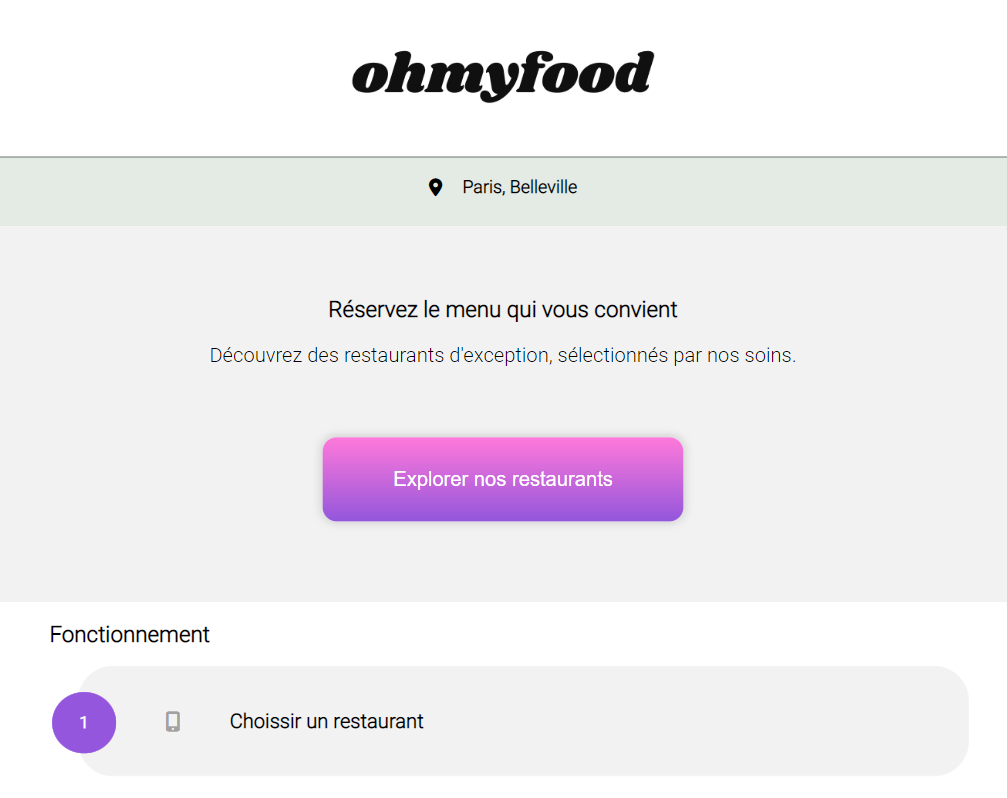 ohmyfood
Paris, Belleville
Réservez le menu qui vous convient
Découvrez des restaurants d'exception, sélectionnés par nos soins.
Explorer nos restaurants
Fonctionnement
1 Choissir un restaurant